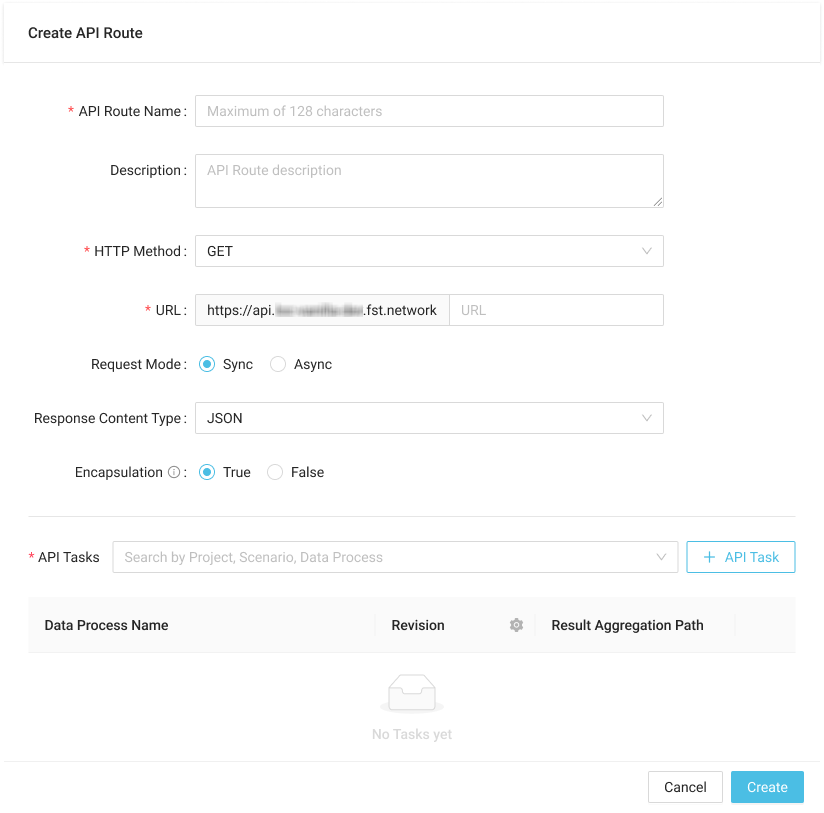 Create API Route
* API Route Name : Maximum of 128 characters
Description : API Route description
* HTTP Method : GET
* URL : https://api. .fst.network URL
Request Mode : Sync Async
Response Content Type : JSON
Encapsulation : True False
* API Tasks Search by Project, Scenario, Data Process + API Task
Data Process Name Revision Result Aggregation Path
No Tasks yet
Cancel Create